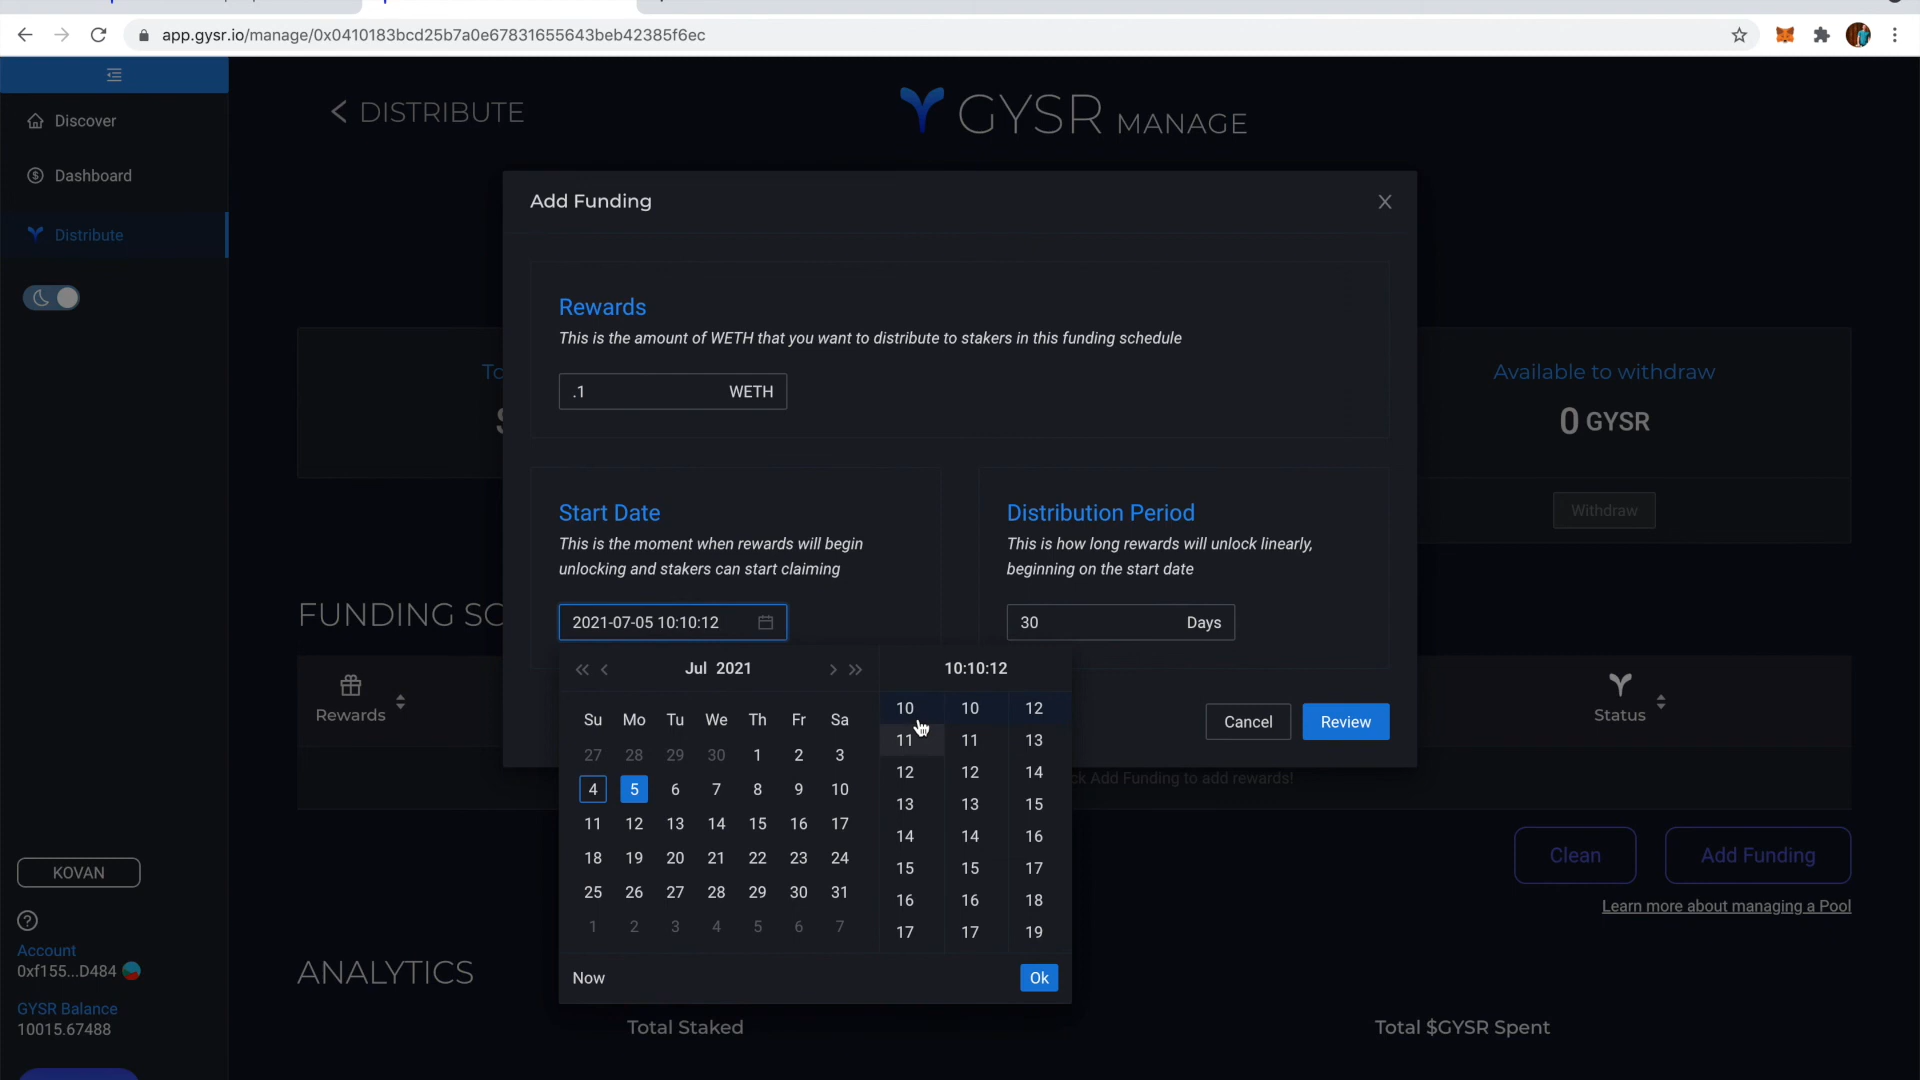 app.gysr.io/manage/0x0410183bcd25b7a0e67831655643beb42385f6ec
Discover
Dashboard
Distribute
KOVAN
Account
0xf155...D484
GYSR Balance
10015.67488
DISTRIBUTE
GYSR MANAGE
Add Funding
Rewards
This is the amount of WETH that you want to distribute to stakers in this funding schedule
.1 WETH
Available to withdraw
0 GYSR
Withdraw
Start Date
This is the moment when rewards will begin
unlocking and stakers can start claiming
2021-07-05 10:10:12
Distribution Period
This is how long rewards will unlock linearly,
beginning on the start date
30 Days
FUNDING SC
Rewards
Status
Jul 2021
10:10:12
Su Mo Tu We Th Fr Sa
27 28 29 30 1 2 3
4 5 6 7 8 9 10
11 12 13 14 15 16 17
18 19 20 21 22 23 24
25 26 27 28 29 30 31
1 2 3 4 5 6 7
10 10 12
11 11 13
12 12 14
13 13 15
14 14 16
15 15 17
16 16 18
17 17 19
Now
Ok
Cancel
Review
ck Add Funding to add rewards!
Clean
Add Funding
Learn more about managing a Pool
ANALYTICS
Total Staked
Total $GYSR Spent